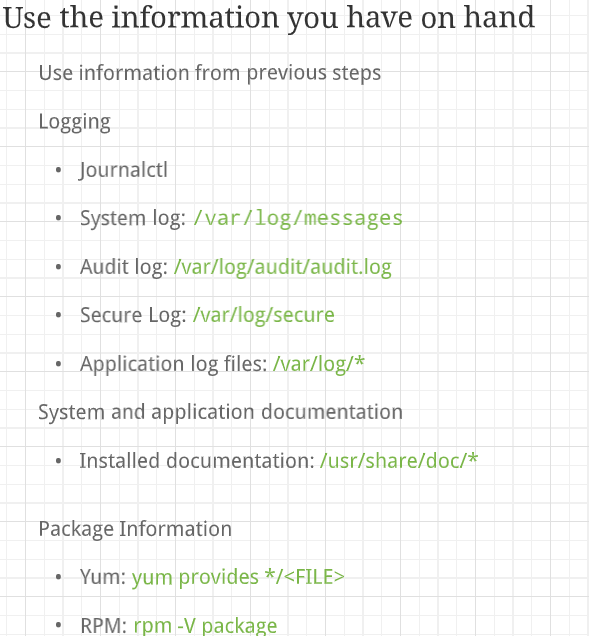 Use the information you have on hand
Use information from previous steps
Logging
• Journalctl
• System log: /var/log/messages
• Audit log: /var/log/audit/audit.log
• Secure Log: /var/log/secure
• Application log files: /var/log/*
System and application documentation
• Installed documentation: /usr/share/doc/*
Package Information
• Yum: yum provides */<FILE>
• RPM: rpm -V package